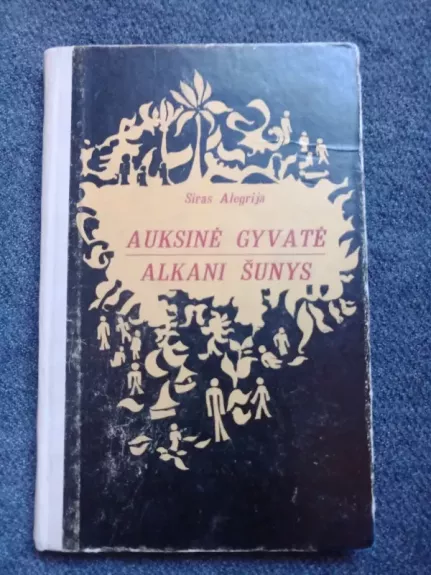 Siras Alegrija
AUKSINĖ GYVATĖ
ALKANI ŠUNYS